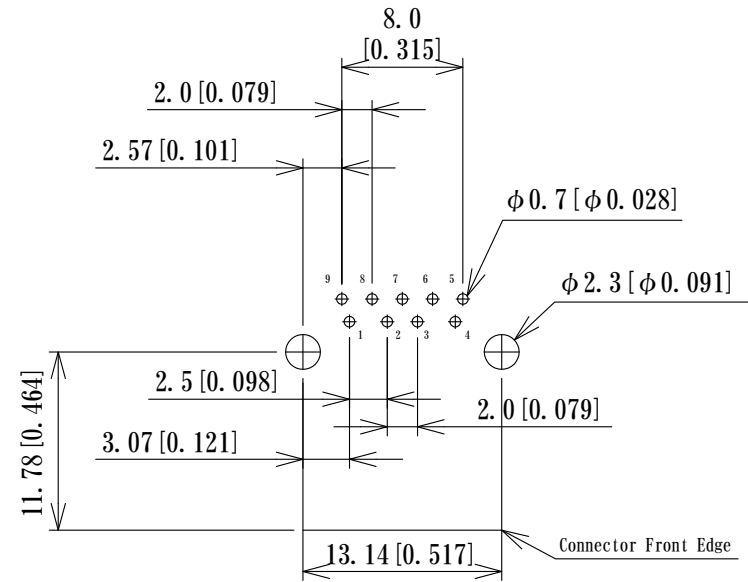 8.0
[0.315]
2.0[0.079]
2.57[0.101]
φ0.7[φ0.028]
9 8 7 6 5
φ2.3[φ0.091]
1 2 3 4
2.5[0.098]
2.0[0.079]
3.07[0.121]
11.78[0.464]
Connector Front Edge
13.14[0.517]